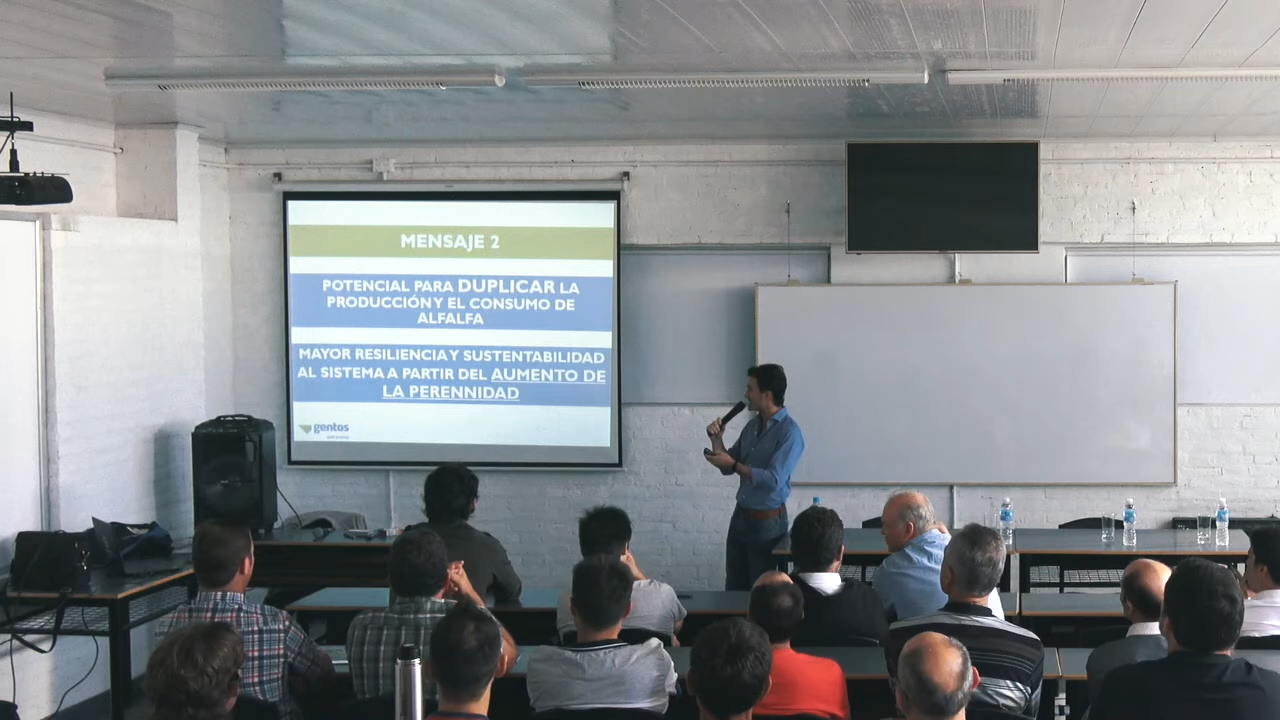 MENSAJE 2
POTENCIAL PARA DUPLICAR LA
PRODUCCIÓN Y EL CONSUMO DE
ALFALFA
MAYOR RESILIENCIA Y SUSTENTABILIDAD
AL SISTEMA A PARTIR DEL AUMENTO DE
LA PERENNIDAD
gentos